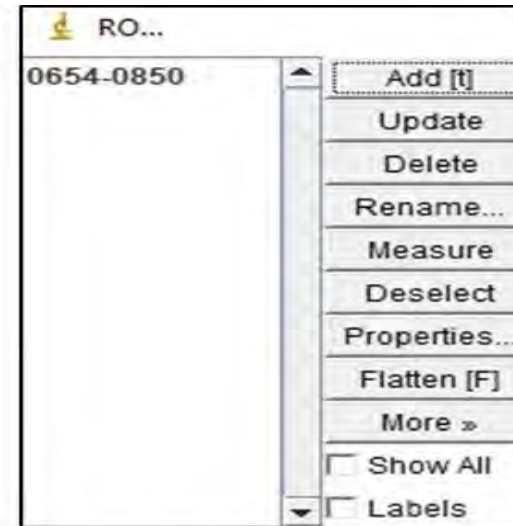 RO...
0654-0850
Add [t]
Update
Delete
Rename...
Measure
Deselect
Properties...
Flatten [F]
More »
Show All
Labels